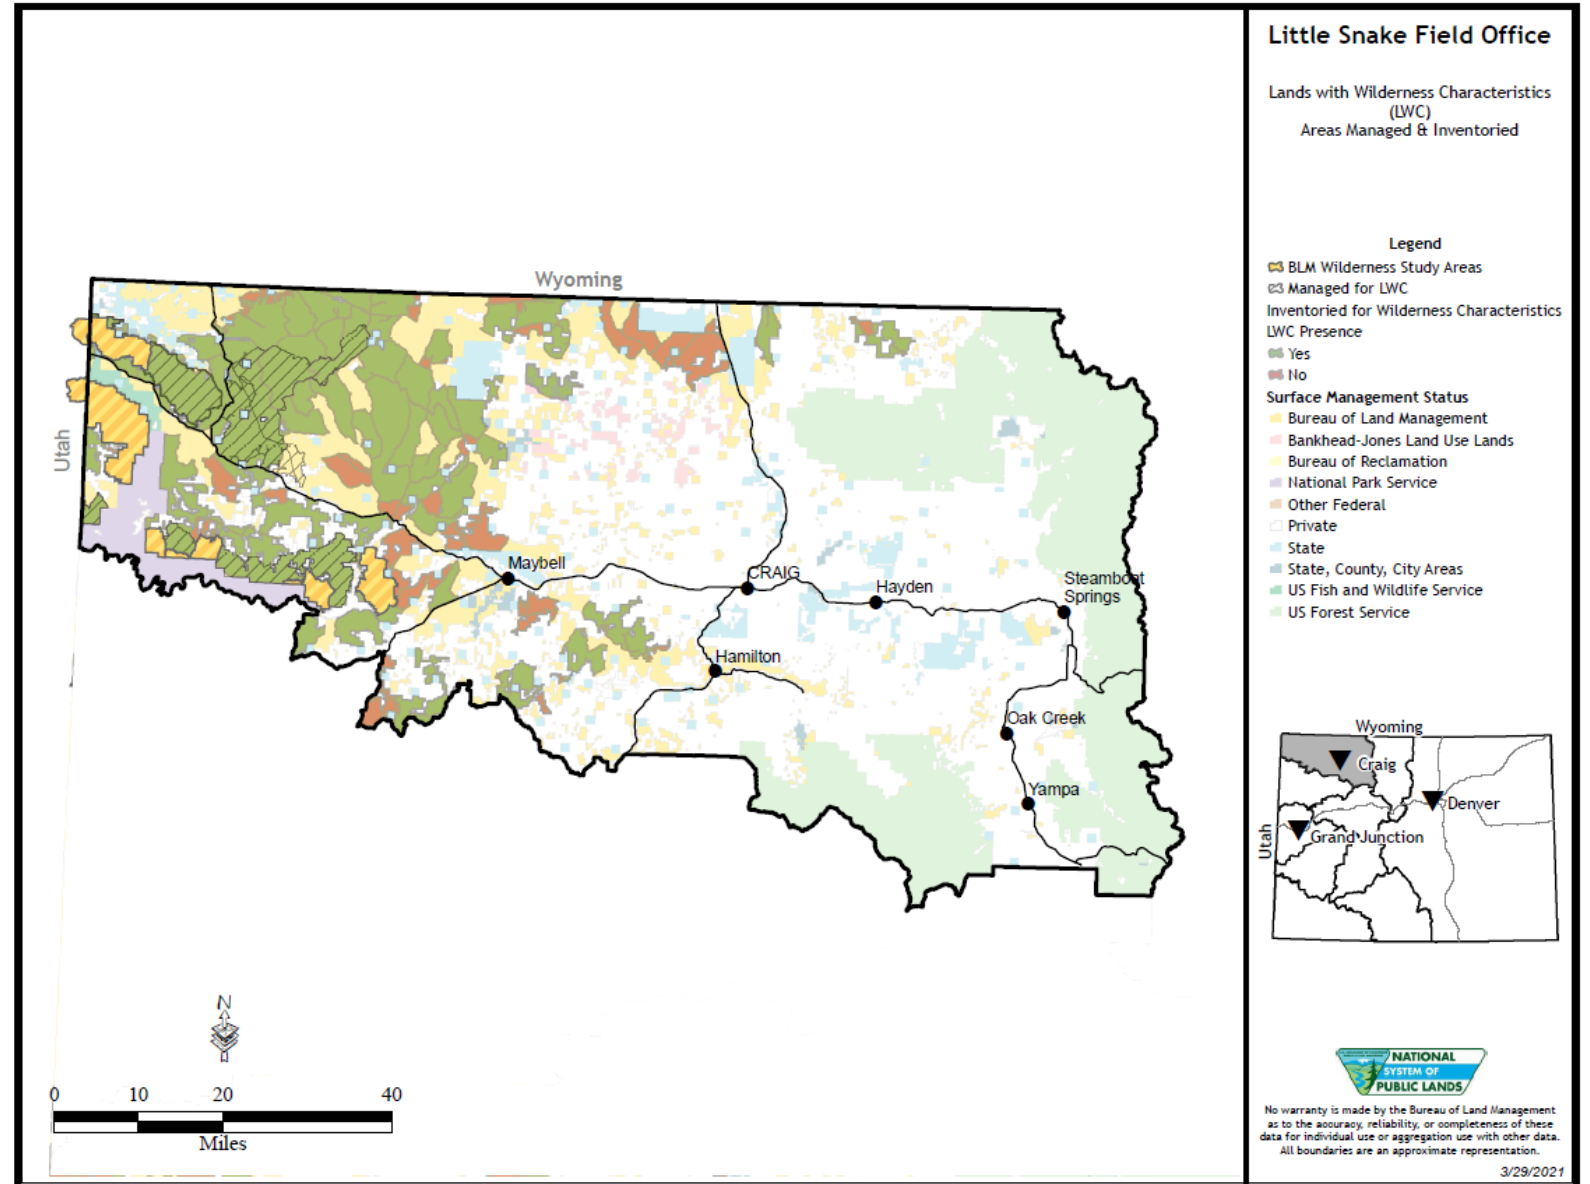 Little Snake Field Office
Lands with Wilderness Characteristics
(LWC)
Areas Managed & Inventoried
Legend
BLM Wilderness Study Areas
Managed for LWC
Inventoried for Wilderness Characteristics
LWC Presence
Yes
No
Surface Management Status
Bureau of Land Management
Bankhead-Jones Land Use Lands
Bureau of Reclamation
National Park Service
Other Federal
Private
State
State, County, City Areas
US Fish and Wildlife Service
US Forest Service
Wyoming
Utah
Maybell
CRAIG
Hayden
Steamboat
Springs
Hamilton
Oak Creek
Yampa
N
0 10 20 40
Miles
Wyoming
Craig
Denver
Grand Junction
Utah
NATIONAL
SYSTEM OF
PUBLIC LANDS
No warranty is made by the Bureau of Land Management
as to the accuracy, reliability, or completeness of these
data for individual use or aggregation use with other data.
All boundaries are an approximate representation.
3/29/2021